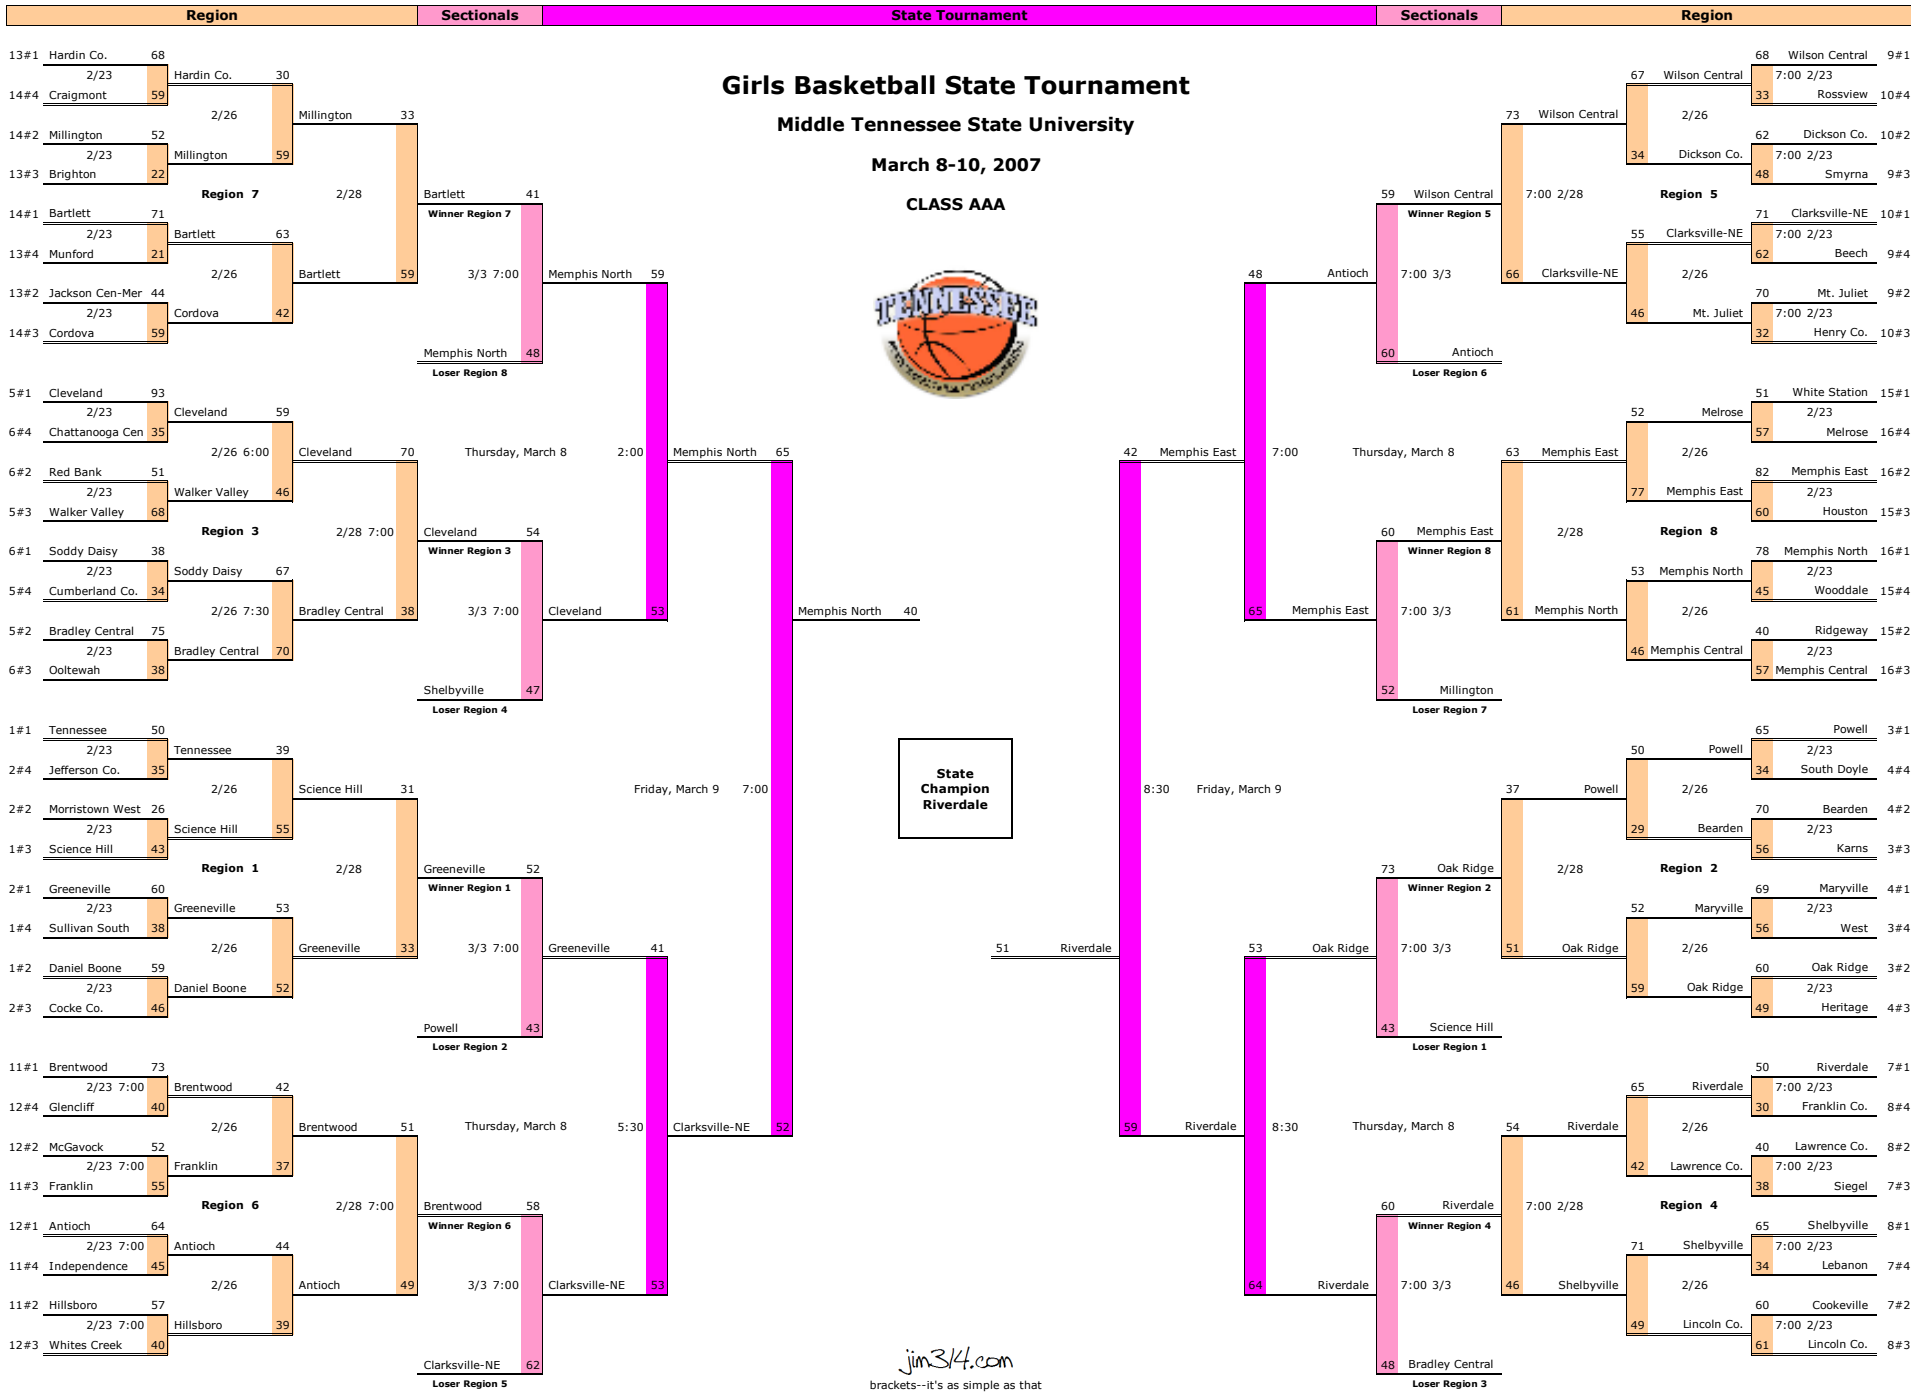 Region Sectionals State Tournament Sectionals Region
Girls Basketball State Tournament
Middle Tennessee State University
March 8-10, 2007
CLASS AAA
TENNESSEE
13#1 Hardin Co. 68
2/23
14#4 Craigmont 59
Hardin Co. 30
2/26
14#2 Millington 52
2/23
13#3 Brighton 22
Millington 59
Millington 33
Region 7
2/28
14#1 Bartlett 71
2/23
13#4 Munford 21
Bartlett 63
2/26
13#2 Jackson Cen-Mer 44
2/23
14#3 Cordova 59
Cordova 42
Bartlett 59
Bartlett 41
Winner Region 7
3/3 7:00
Memphis North 48
Loser Region 8
Memphis North 59
5#1 Cleveland 93
2/23
6#4 Chattanooga Cen 35
Cleveland 59
2/26 6:00
6#2 Red Bank 51
2/23
5#3 Walker Valley 68
Walker Valley 46
Cleveland 70
Region 3
2/28 7:00
6#1 Soddy Daisy 38
2/23
5#4 Cumberland Co. 34
Soddy Daisy 67
2/26 7:30
5#2 Bradley Central 75
2/23
6#3 Ooltewah 38
Bradley Central 70
Bradley Central 38
Cleveland 54
Winner Region 3
3/3 7:00
Shelbyville 47
Loser Region 4
Cleveland 53
Thursday, March 8 2:00
Memphis North 65
1#1 Tennessee 50
2/23
2#4 Jefferson Co. 35
Tennessee 39
2/26
2#2 Morristown West 26
2/23
1#3 Science Hill 43
Science Hill 55
Science Hill 31
Region 1
2/28
2#1 Greeneville 60
2/23
1#4 Sullivan South 38
Greeneville 53
2/26
1#2 Daniel Boone 59
2/23
2#3 Cocke Co. 46
Daniel Boone 52
Greeneville 33
Greeneville 52
Winner Region 1
3/3 7:00
Powell 43
Loser Region 2
Greeneville 41
11#1 Brentwood 73
2/23 7:00
12#4 Glencliff 40
Brentwood 42
2/26
12#2 McGavock 52
2/23 7:00
11#3 Franklin 55
Franklin 37
Brentwood 51
Region 6
2/28 7:00
12#1 Antioch 64
2/23 7:00
11#4 Independence 45
Antioch 44
2/26
11#2 Hillsboro 57
2/23 7:00
12#3 Whites Creek 40
Hillsboro 39
Antioch 49
Brentwood 58
Winner Region 6
3/3 7:00
Clarksville-NE 62
Loser Region 5
Clarksville-NE 53
Thursday, March 8 5:30
Clarksville-NE 52
Friday, March 9 7:00
Memphis North 40
State
Champion
Riverdale
51 Riverdale
8:30 Friday, March 9
42 Memphis East
7:00 Thursday, March 8
48 Antioch
59 Wilson Central
Winner Region 5
7:00 3/3
60 Antioch
Loser Region 6
73 Wilson Central
7:00 2/28
Region 5
67 Wilson Central
2/26
68 Wilson Central 9#1
7:00 2/23
33 Rossview 10#4
34 Dickson Co.
62 Dickson Co. 10#2
7:00 2/23
48 Smyrna 9#3
66 Clarksville-NE
55 Clarksville-NE
2/26
71 Clarksville-NE 10#1
7:00 2/23
62 Beech 9#4
46 Mt. Juliet
70 Mt. Juliet 9#2
7:00 2/23
32 Henry Co. 10#3
65 Memphis East
60 Memphis East
Winner Region 8
7:00 3/3
52 Millington
Loser Region 7
63 Memphis East
2/28
Region 8
52 Melrose
2/26
51 White Station 15#1
2/23
57 Melrose 16#4
77 Memphis East
82 Memphis East 16#2
2/23
60 Houston 15#3
61 Memphis North
53 Memphis North
2/26
78 Memphis North 16#1
2/23
45 Wooddale 15#4
46 Memphis Central
40 Ridgeway 15#2
2/23
57 Memphis Central 16#3
59 Riverdale
8:30 Thursday, March 8
53 Oak Ridge
73 Oak Ridge
Winner Region 2
7:00 3/3
43 Science Hill
Loser Region 1
37 Powell
2/28
Region 2
50 Powell
2/26
65 Powell 3#1
2/23
34 South Doyle 4#4
29 Bearden
70 Bearden 4#2
2/23
56 Karns 3#3
51 Oak Ridge
52 Maryville
2/26
69 Maryville 4#1
2/23
56 West 3#4
59 Oak Ridge
60 Oak Ridge 3#2
2/23
49 Heritage 4#3
64 Riverdale
60 Riverdale
Winner Region 4
7:00 3/3
48 Bradley Central
Loser Region 3
54 Riverdale
7:00 2/28
Region 4
65 Riverdale
2/26
50 Riverdale 7#1
7:00 2/23
30 Franklin Co. 8#4
42 Lawrence Co.
40 Lawrence Co. 8#2
7:00 2/23
38 Siegel 7#3
46 Shelbyville
71 Shelbyville
2/26
65 Shelbyville 8#1
7:00 2/23
34 Lebanon 7#4
49 Lincoln Co.
60 Cookeville 7#2
7:00 2/23
61 Lincoln Co. 8#3
jim314.com
brackets--it's as simple as that